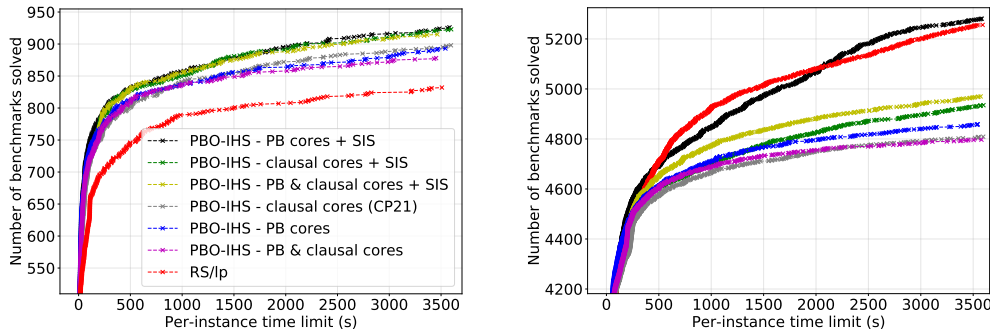 950
900
850
800
750
700
650
600
550
Number of benchmarks solved
PBO-IHS - PB cores + SIS
PBO-IHS - clausal cores + SIS
PBO-IHS - PB & clausal cores + SIS
PBO-IHS - clausal cores (CP21)
PBO-IHS - PB cores
PBO-IHS - PB & clausal cores
RS/lp
0 500 1000 1500 2000 2500 3000 3500
Per-instance time limit (s)
5200
5000
4800
4600
4400
4200
Number of benchmarks solved
0 500 1000 1500 2000 2500 3000 3500
Per-instance time limit (s)